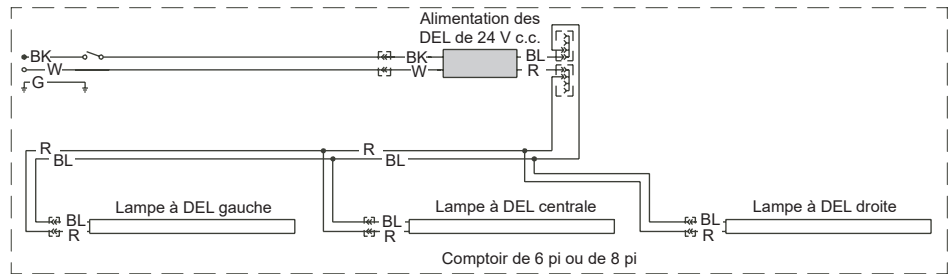 Alimentation des
DEL de 24 V c.c.
BK
BK
BL
W
W
R
G
R
R
BL
BL
Lampe à DEL gauche
Lampe à DEL centrale
Lampe à DEL droite
BL
BL
BL
R
R
R
Comptoir de 6 pi ou de 8 pi